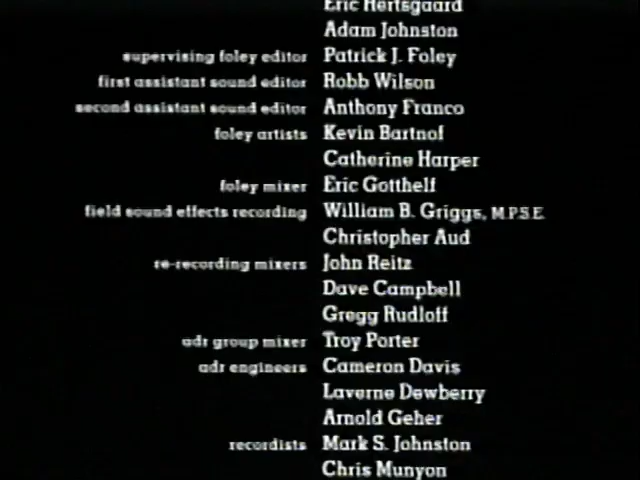 Eric Hertsgaard
Adam Johnston
supervising foley editor Patrick J. Foley
first assistant sound editor Robb Wilson
second assistant sound editor Anthony Franco
foley artists Kevin Bartnof
Catherine Harper
foley mixer Eric Gotthelf
field sound effects recording William B. Griggs, M.P.S.E.
Christopher Aud
re-recording mixers John Reitz
Dave Campbell
Gregg Rudloff
adr group mixer Troy Porter
adr engineers Cameron Davis
Laverne Dewberry
Arnold Geher
recordists Mark S. Johnston
Chris Munyon